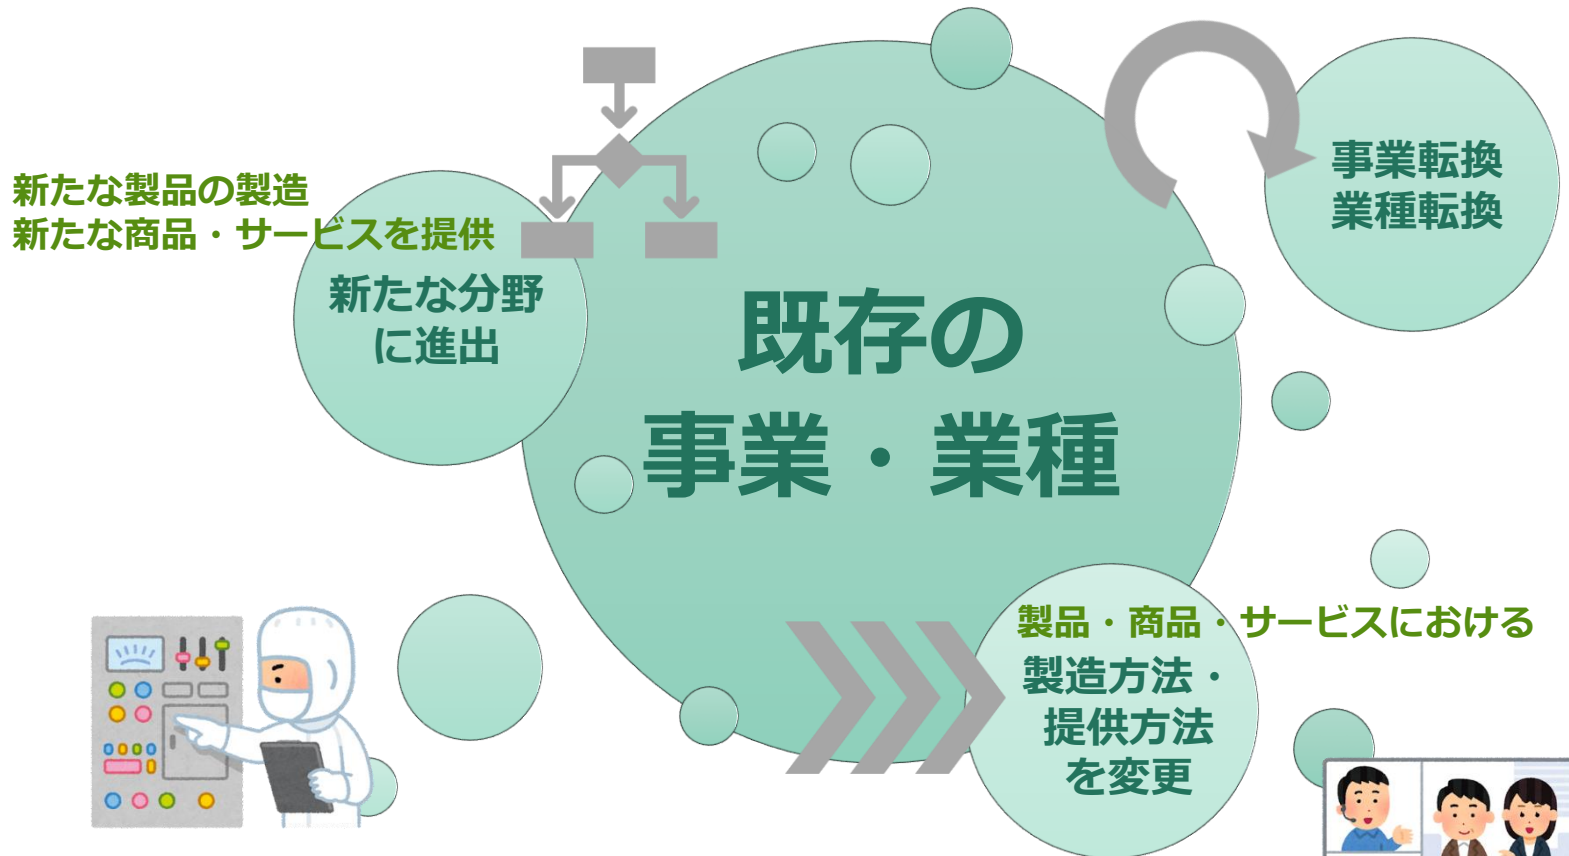 新たな製品の製造
新たな商品・サービスを提供
新たな分野
に進出
既存の
事業・業種
事業転換
業種転換
製品・商品・サービスにおける
製造方法・
提供方法
を変更